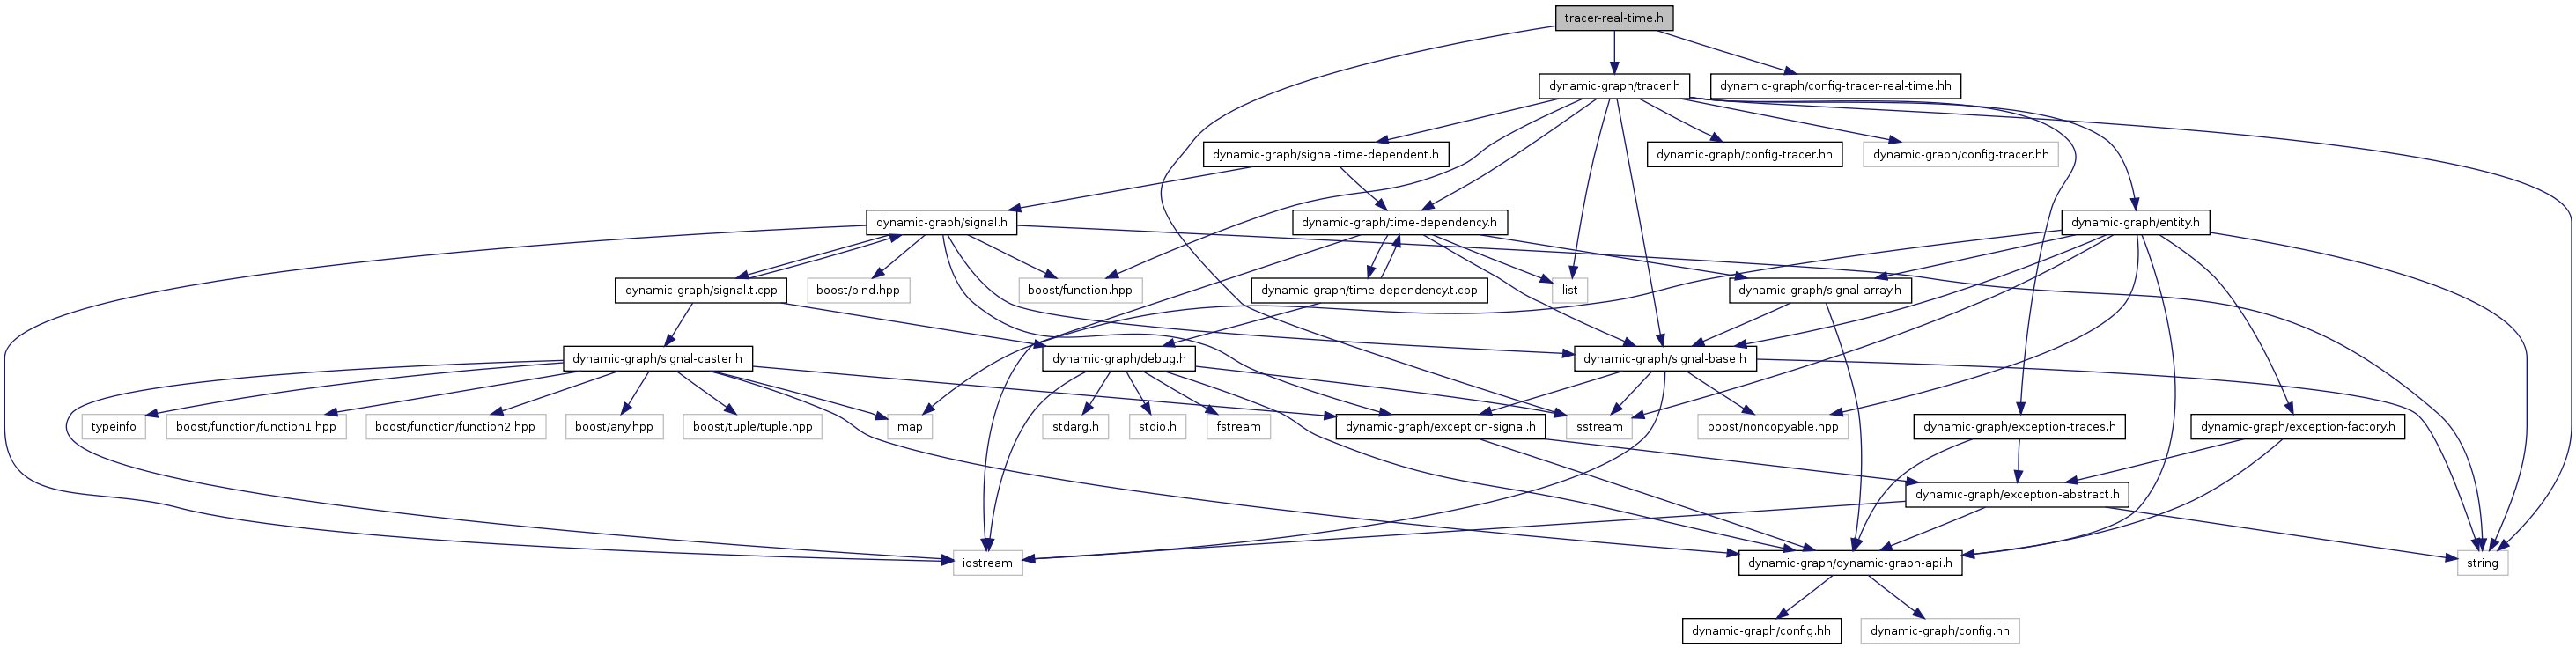 tracer-real-time.h
dynamic-graph/tracer.h
dynamic-graph/config-tracer-real-time.hh
dynamic-graph/signal-time-dependent.h
dynamic-graph/config-tracer.hh
dynamic-graph/config-tracer.hh
dynamic-graph/signal.h
dynamic-graph/time-dependency.h
dynamic-graph/entity.h
dynamic-graph/signal.t.cpp
boost/bind.hpp
boost/function.hpp
dynamic-graph/time-dependency.t.cpp
list
dynamic-graph/signal-array.h
dynamic-graph/signal-caster.h
dynamic-graph/debug.h
dynamic-graph/signal-base.h
typeinfo
boost/function/function1.hpp
boost/function/function2.hpp
boost/any.hpp
boost/tuple/tuple.hpp
map
stdarg.h
stdio.h
fstream
dynamic-graph/exception-signal.h
sstream
boost/noncopyable.hpp
dynamic-graph/exception-traces.h
dynamic-graph/exception-factory.h
dynamic-graph/exception-abstract.h
iostream
dynamic-graph/dynamic-graph-api.h
string
dynamic-graph/config.hh
dynamic-graph/config.hh